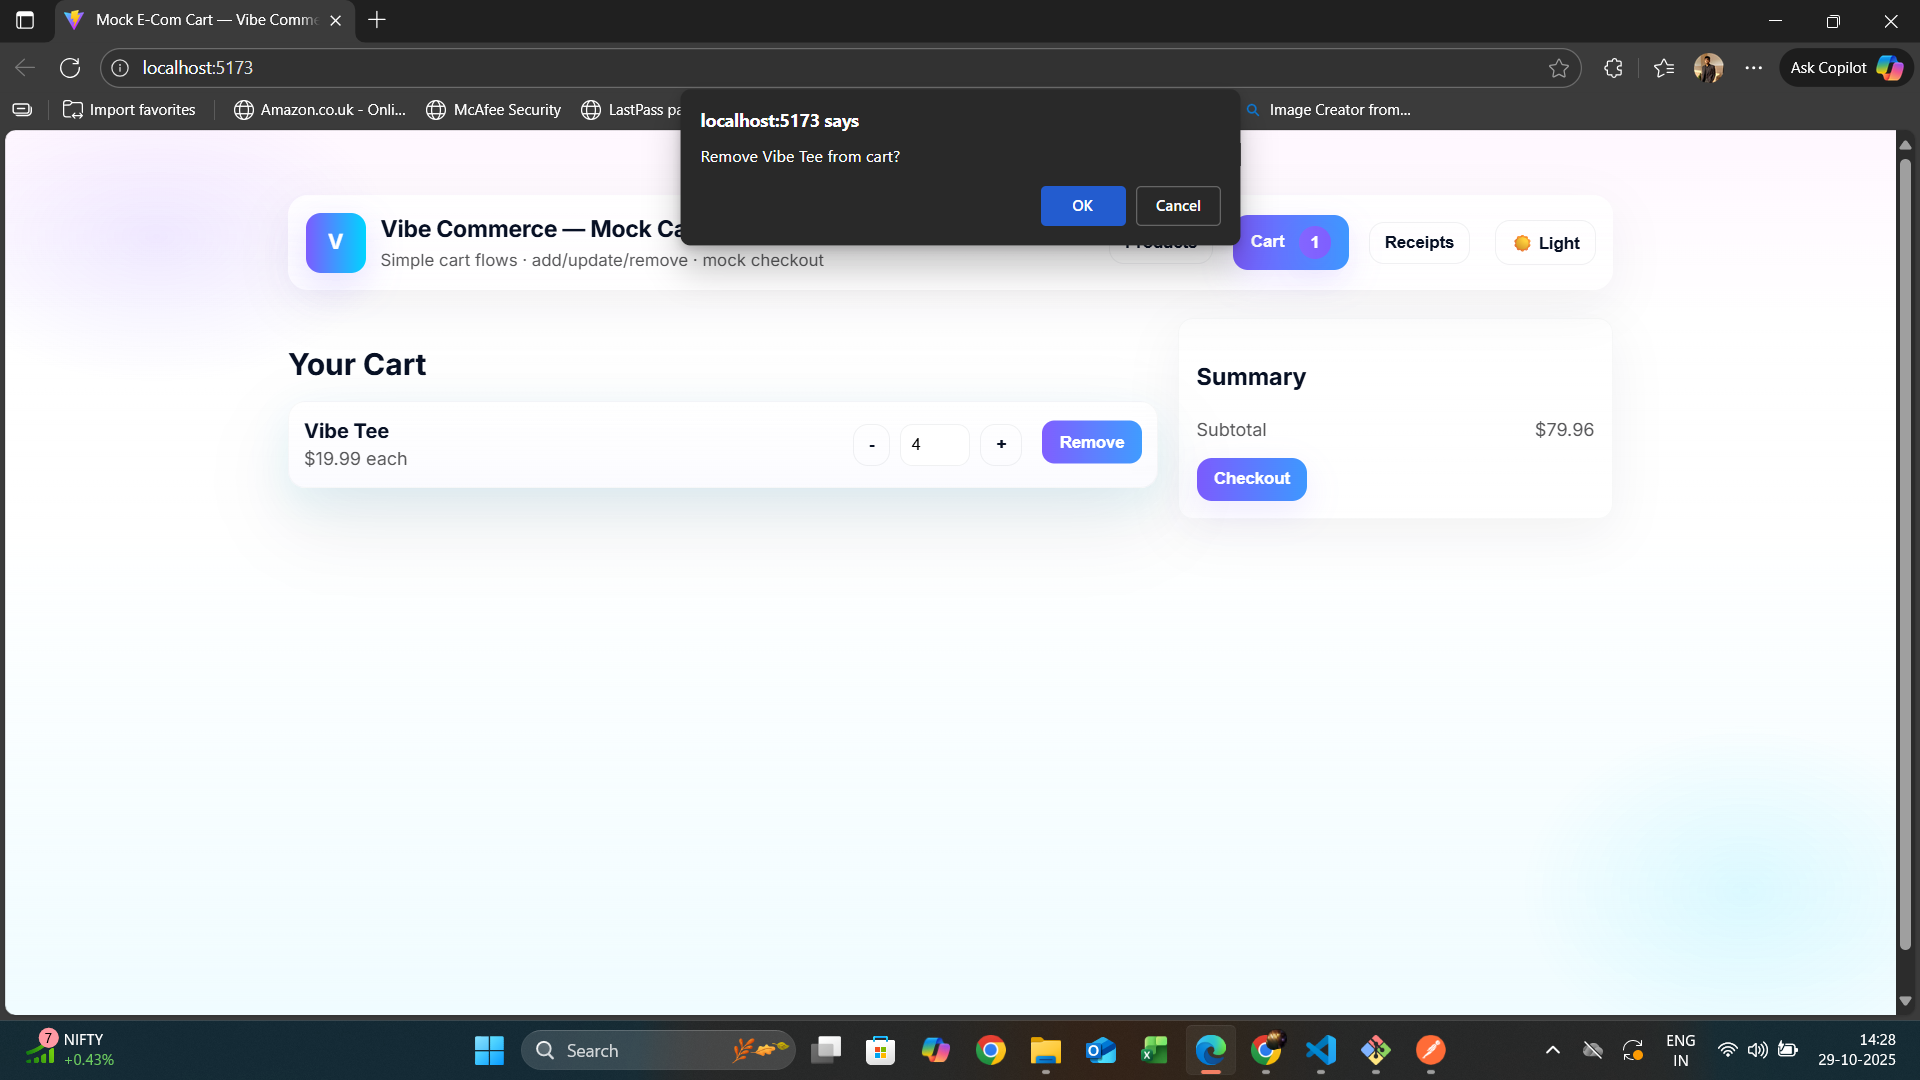 Mock E-Com Cart — Vibe Comme
localhost:5173
Ask Copilot
Import favorites
Amazon.co.uk - Onli...
McAfee Security
LastPass pa
Image Creator from...
localhost:5173 says
Remove Vibe Tee from cart?
OK
Cancel
V
Vibe Commerce — Mock Ca
Simple cart flows · add/update/remove · mock checkout
Products
Cart 1
Receipts
Light
Your Cart
Vibe Tee
$19.99 each
- 4 +
Remove
Summary
Subtotal $79.96
Checkout
7
NIFTY
+0.43%
Search
ENG
IN
14:28
29-10-2025